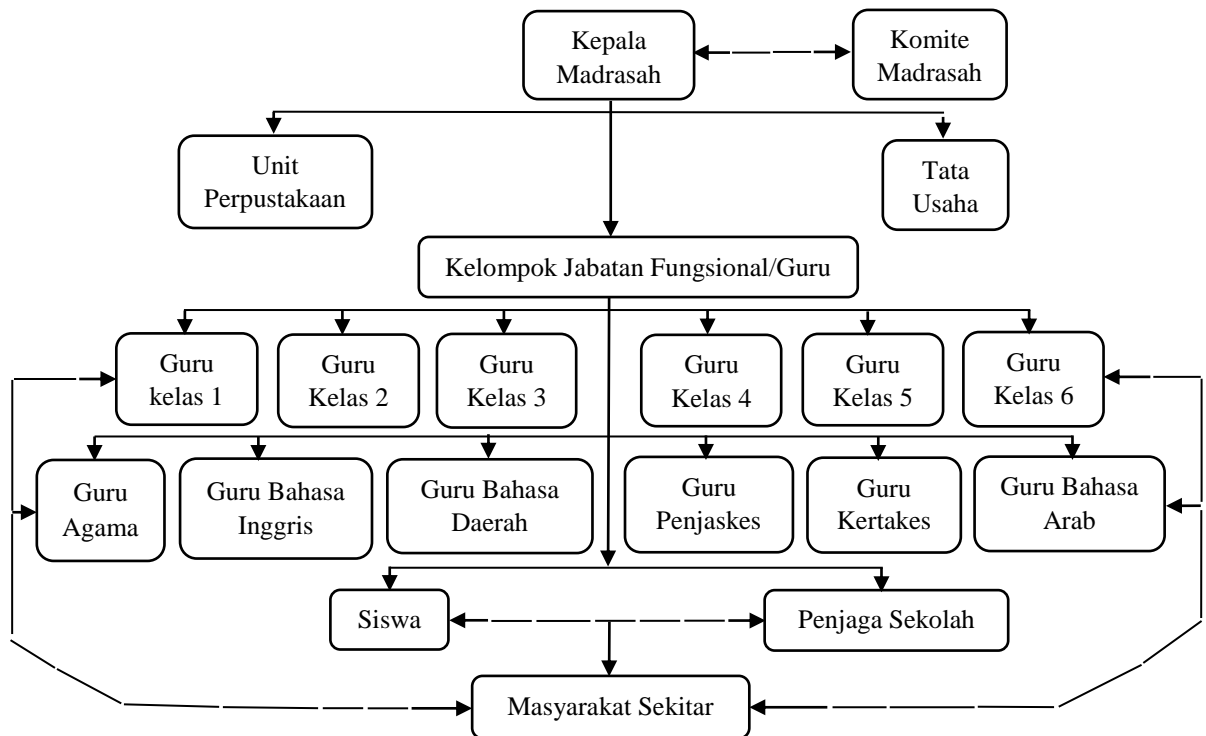 Kepala
Madrasah
Komite
Madrasah
Unit
Perpustakaan
Tata
Usaha
Kelompok Jabatan Fungsional/Guru
Guru
kelas 1
Guru
Kelas 2
Guru
Kelas 3
Guru
Kelas 4
Guru
Kelas 5
Guru
Kelas 6
Guru
Agama
Guru Bahasa
Inggris
Guru Bahasa
Daerah
Guru
Penjaskes
Guru
Kertakes
Guru Bahasa
Arab
Siswa
Penjaga Sekolah
Masyarakat Sekitar